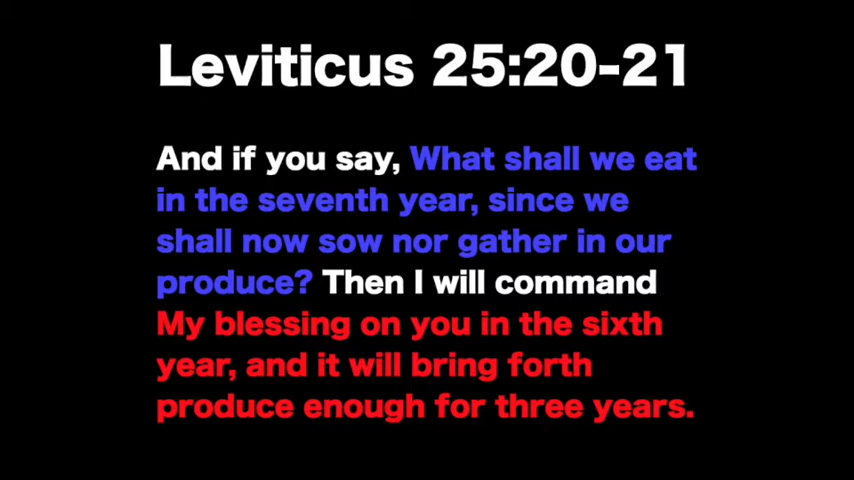 Leviticus 25:20-21
And if you say, What shall we eat
in the seventh year, since we
shall now sow nor gather in our
produce? Then I will command
My blessing on you in the sixth
year, and it will bring forth
produce enough for three years.